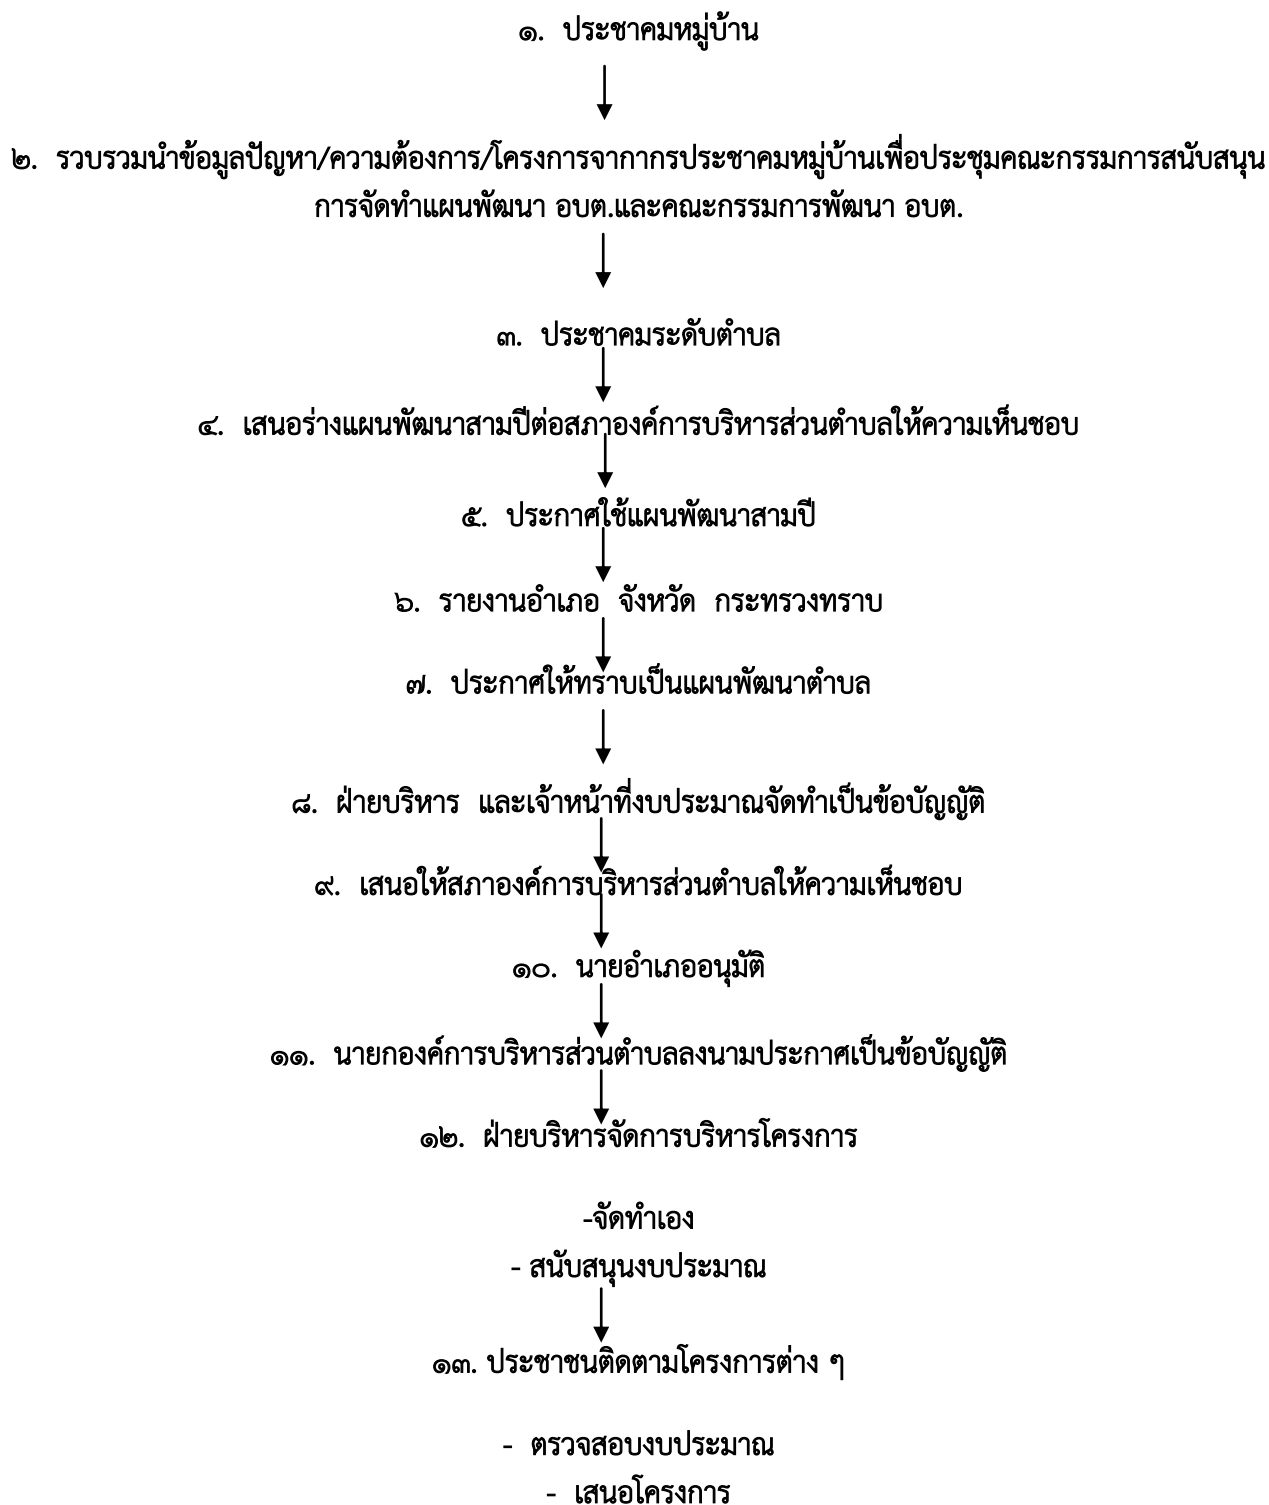 ๑. ประชาคมหมู่บ้าน
๒. รวบรวมนำข้อมูลปัญหา/ความต้องการ/โครงการจากากรประชาคมหมู่บ้านเพื่อประชุมคณะกรรมการสนับสนุน
การจัดทำแผนพัฒนา อบต.และคณะกรรมการพัฒนา อบต.
๓. ประชาคมระดับตำบล
๔. เสนอร่างแผนพัฒนาสามปีต่อสภาองค์การบริหารส่วนตำบลให้ความเห็นชอบ
๕. ประกาศใช้แผนพัฒนาสามปี
๖. รายงานอำเภอ จังหวัด กระทรวงทราบ
๗. ประกาศให้ทราบเป็นแผนพัฒนาตำบล
๘. ฝ่ายบริหาร และเจ้าหน้าที่งบประมาณจัดทำเป็นข้อบัญญัติ
๙. เสนอให้สภาองค์การบริหารส่วนตำบลให้ความเห็นชอบ
๑๐. นายอำเภออนุมัติ
๑๑. นายกองค์การบริหารส่วนตำบลลงนามประกาศเป็นข้อบัญญัติ
๑๒. ฝ่ายบริหารจัดการบริหารโครงการ
-จัดทำเอง
- สนับสนุนงบประมาณ
๑๓. ประชาชนติดตามโครงการต่าง ๆ
- ตรวจสอบงบประมาณ
- เสนอโครงการ